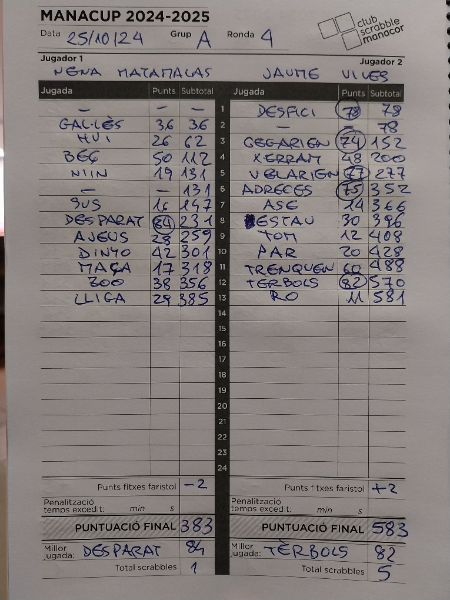 MANACUP 2024-2025
club scrabble manacor
Data 25/10/24 Grup A Ronda 4
Jugador 1 Jugador 2
NENA MATAMALAS JAUME VIVES
Jugada Punts Subtotal Jugada Punts Subtotal
— — — 1 DESFICI 78 78
GAL·LÈS 36 36 2 — — 78
HUI 26 62 3 CEGARIEN 74 152
BEC 50 112 4 XERRAM 48 200
NIIN 19 131 5 VELARIEN 77 277
— — 131 6 ADRECES 75 352
SUS 16 147 7 ASE 14 366
DESPARAT 84 231 8 ESTAU 30 396
AJEUS 28 259 9 TOM 12 408
DINYO 42 301 10 PAR 20 428
MAÇA 17 318 11 TRENQUEN 60 488
ZOO 38 356 12 TÈRBOLS 82 570
LLIGA 29 385 13 RO 11 581
14
15
16
17
18
19
20
21
22
23
24
Punts fitxes faristol -2 Punts fitxes faristol +2
Penalització temps excedit: min s Penalització temps excedit: min s
PUNTUACIÓ FINAL 383 PUNTUACIÓ FINAL 583
Millor jugada: DESPARAT 84 Millor jugada: TÈRBOLS 82
Total scrabbles 1 Total scrabbles 5